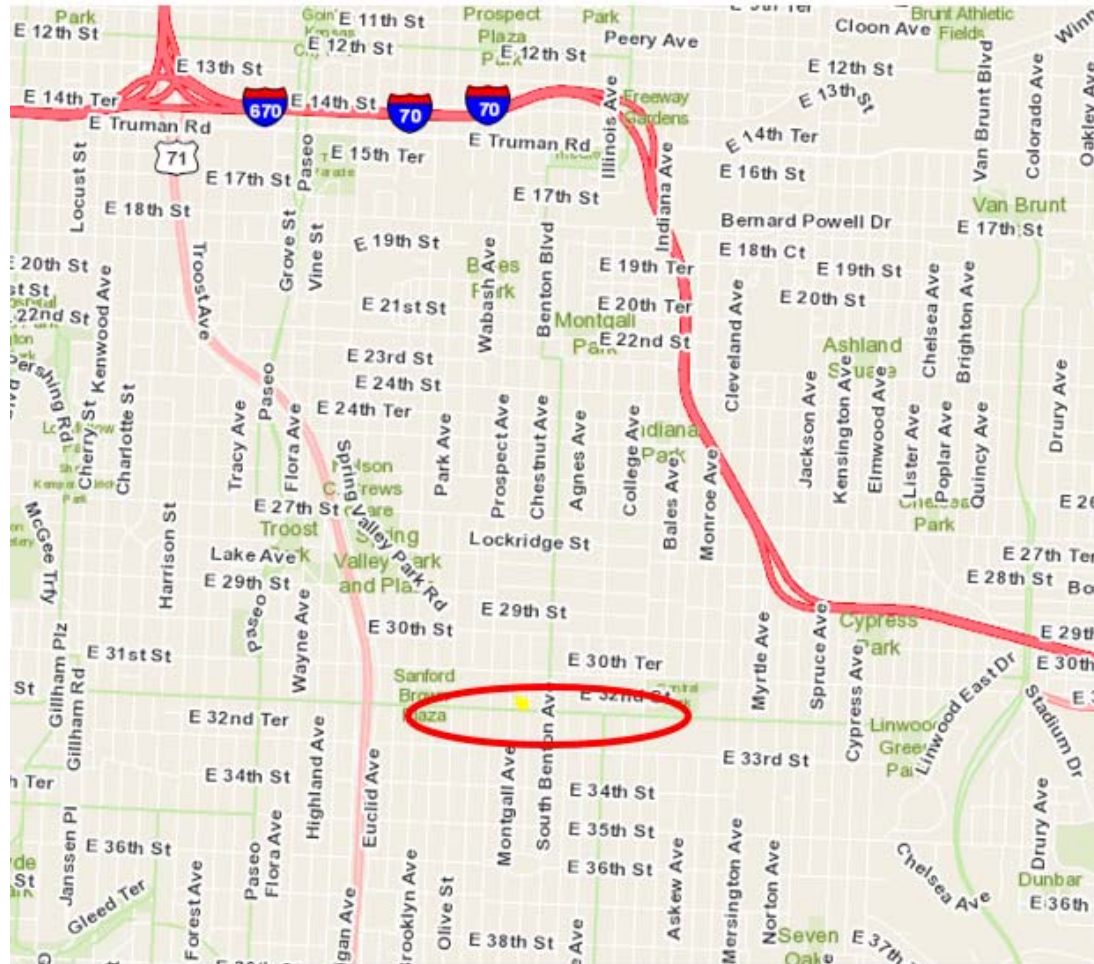 Park
Goin'
Kansas
E 11th St
Prospect
Plaza
Park
Park
Brunt Athletic
Fields
E 12th St
E 12th St
E 12th St
Peery Ave
Cloon Ave
E 13th St
E 12th St
E 13th St
E 14th Ter
670
E 14th St
70
70
Freeway
Gardens
E Truman Rd
E Truman Rd
E 14th Ter
71
E 15th Ter
Illinois Ave
Van Brunt Blvd
Colorado Ave
Oakley Ave
Locust St
Paseo
E 17th St
E 16th St
E 17th St
E 18th St
Indiana Ave
Bernard Powell Dr
Van Brunt
E 17th St
Grove St
Vine St
E 19th St
E 18th Ct
E 20th St
Troost Ave
Wabash Ave
Benton Blvd
E 19th Ter
E 19th St
E 21st St
E 20th Ter
E 20th St
22nd St
Kenwood Ave
Montgall
Park
E 22nd St
Cleveland Ave
Ashland
Square
Chelsea Ave
Brighton Ave
E 23rd St
E 24th St
Pershing Rd
E 24th Ter
Cherry St
Charlotte St
Tracy Ave
Paseo
Flora Ave
Park Ave
Prospect Ave
Chestnut Ave
Agnes Ave
College Ave
Indiana
Park
Bales Ave
Monroe Ave
Jackson Ave
Kensington Ave
Elmwood Ave
Lister Ave
Poplar Ave
Quincy Ave
Drury Ave
E 27th St
Troost
Spring
Valley Park
Spring Valley Park Rd
Chelsea
Park
McGee Trfy
Harrison St
Lake Ave
Lockridge St
E 27th Ter
E 29th St
E 28th St
E 29th St
Paseo
Wayne Ave
E 30th St
Cypress
Park
E 29th
E 31st St
E 30th Ter
E 30th
Gillham Plz
Gillham Rd
Sanford
Brown
Plaza
E 32nd St
Myrtle Ave
Spruce Ave
Cypress Ave
Linwood East Dr
Stadium Dr
St
E 32nd Ter
Linwood
Green
E 33rd St
E 34th St
Highland Ave
Euclid Ave
Montgall Ave
South Benton Ave
E 34th St
h Ter
E 35th St
Janssen Pl
E 36th St
E 36th St
Drury Ave
Paseo
Flora Ave
Chelsea Ave
Dunbar
St
Gleed Ter
Forest Ave
Brooklyn Ave
Olive St
Askew Ave
Mersington Ave
Norton Ave
E 36th
E 38th St
Seven
Oaks
E 37th